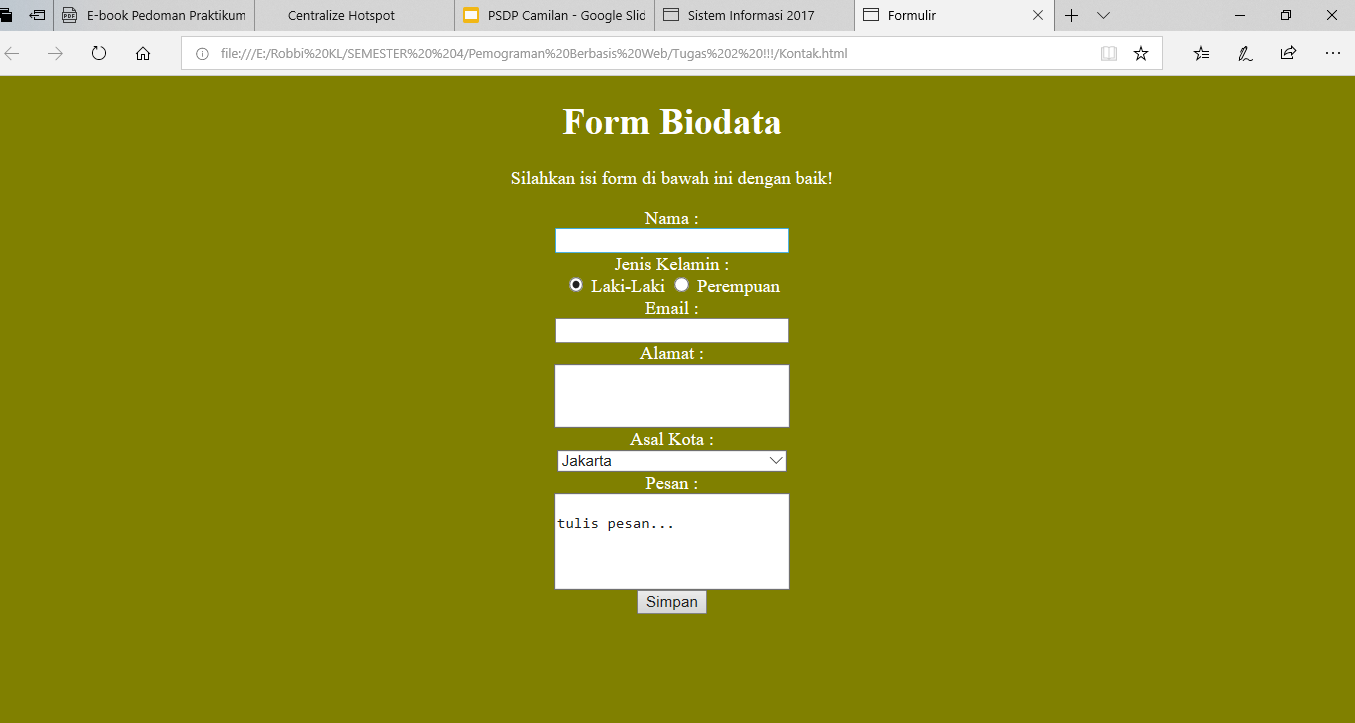 E-book Pedoman Praktikum
Centralize Hotspot
PSDP Camilan - Google Slid
Sistem Informasi 2017
Formulir
file:///E:/Robbi%20KL/SEMESTER%20%204/Pemograman%20Berbasis%20Web/Tugas%202%20!!!/Kontak.html
Form Biodata
Silahkan isi form di bawah ini dengan baik!
Nama :
Jenis Kelamin :
Laki-Laki Perempuan
Email :
Alamat :
Asal Kota :
Jakarta
Pesan :
tulis pesan...
Simpan